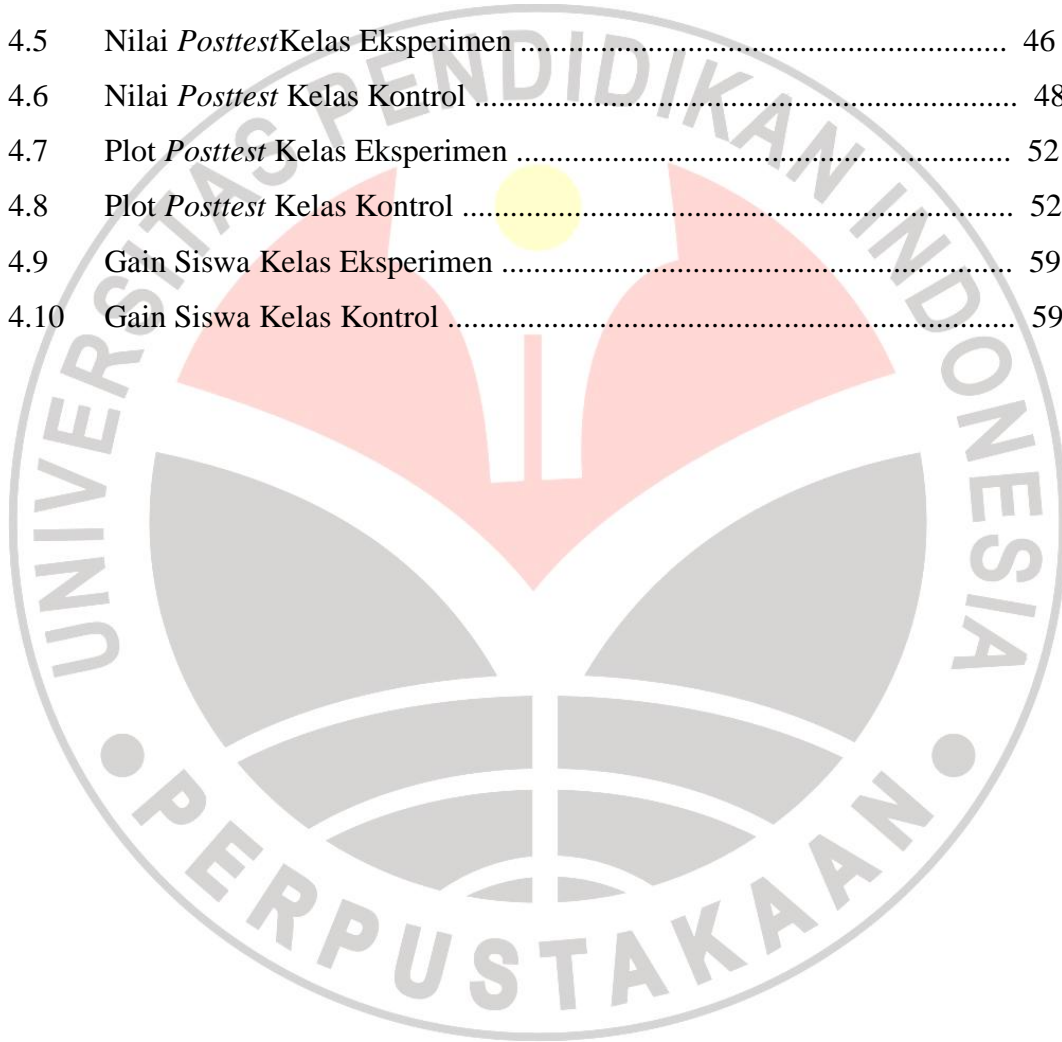 4.5 Nilai PosttestKelas Eksperimen ........................................................................ 46
4.6 Nilai Posttest Kelas Kontrol ................................................................................ 48
4.7 Plot Posttest Kelas Eksperimen ......................................................................... 52
4.8 Plot Posttest Kelas Kontrol ................................................................................. 52
4.9 Gain Siswa Kelas Eksperimen ........................................................................... 59
4.10 Gain Siswa Kelas Kontrol ................................................................................... 59
UNIVERSITAS PENDIDIKAN INDONESIA
PERPUSTAKAAN